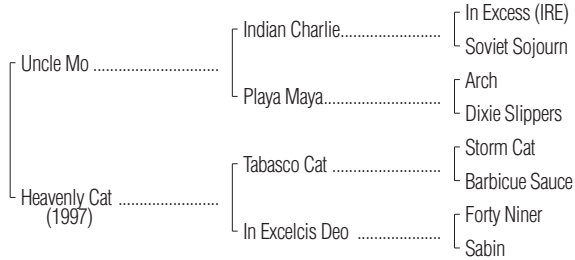 In Excess (IRE)
Indian Charlie......................
Soviet Sojourn
Uncle Mo ............................
Arch
Playa Maya..........................
Dixie Slippers
Storm Cat
Tabasco Cat ........................
Barbicue Sauce
Heavenly Cat ......................
(1997)
Forty Niner
In Excelcis Deo ..................
Sabin